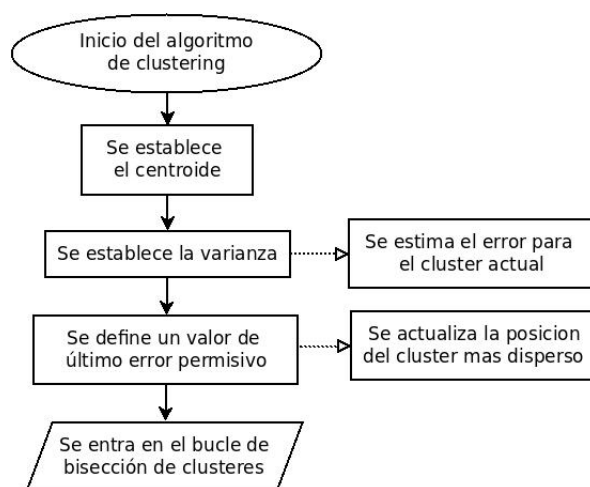 Inicio del algoritmo
de clustering
Se establece
el centroide
Se establece la varianza
Se estima el error para
el cluster actual
Se define un valor de
último error permisivo
Se actualiza la posicion
del cluster mas disperso
Se entra en el bucle de
bisección de clusteres